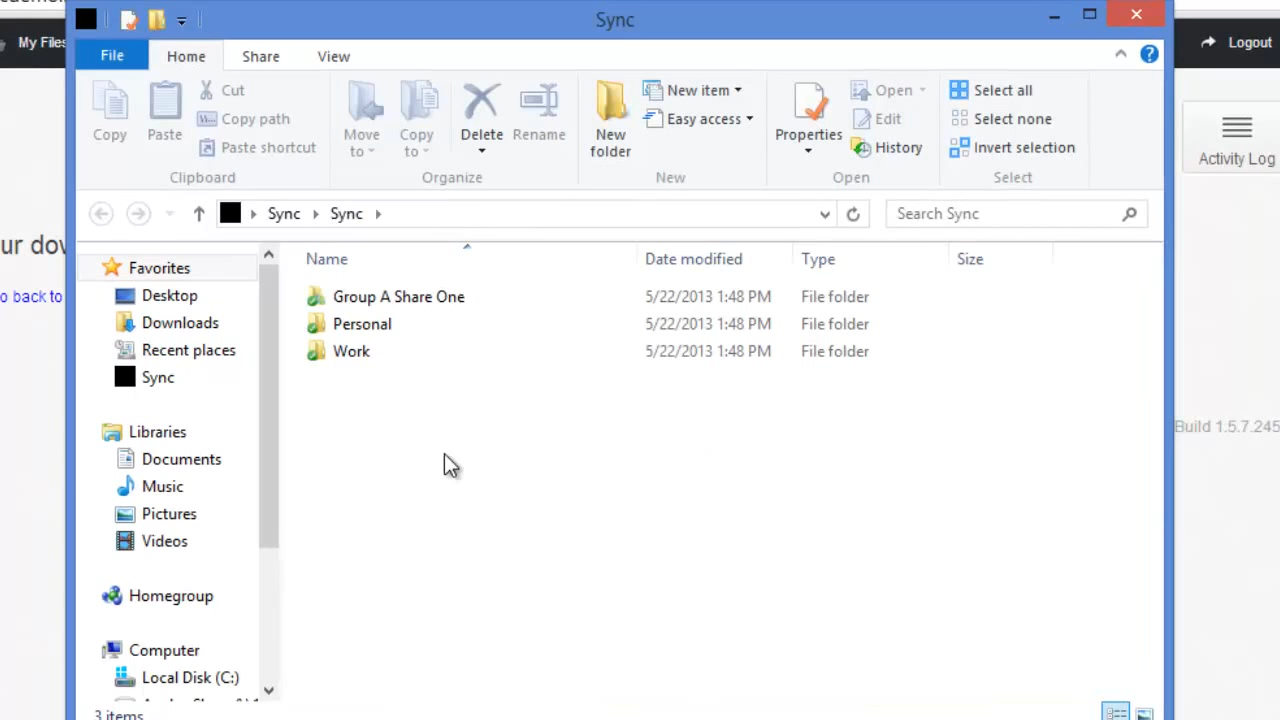 Sync
My Files
Logout
File Home Share View
Copy
Paste
Cut
Copy path
Paste shortcut
Clipboard
Move to
Copy to
Delete
Rename
Organize
New folder
New item
Easy access
New
Properties
Open
Edit
History
Open
Select all
Select none
Invert selection
Select
Activity Log
Sync Sync
Search Sync
ur dow
o back to
Name Date modified Type Size
Group A Share One 5/22/2013 1:48 PM File folder
Personal 5/22/2013 1:48 PM File folder
Work 5/22/2013 1:48 PM File folder
Favorites
Desktop
Downloads
Recent places
Sync
Libraries
Documents
Music
Pictures
Videos
Homegroup
Computer
Local Disk (C:)
3 items
Build 1.5.7.245